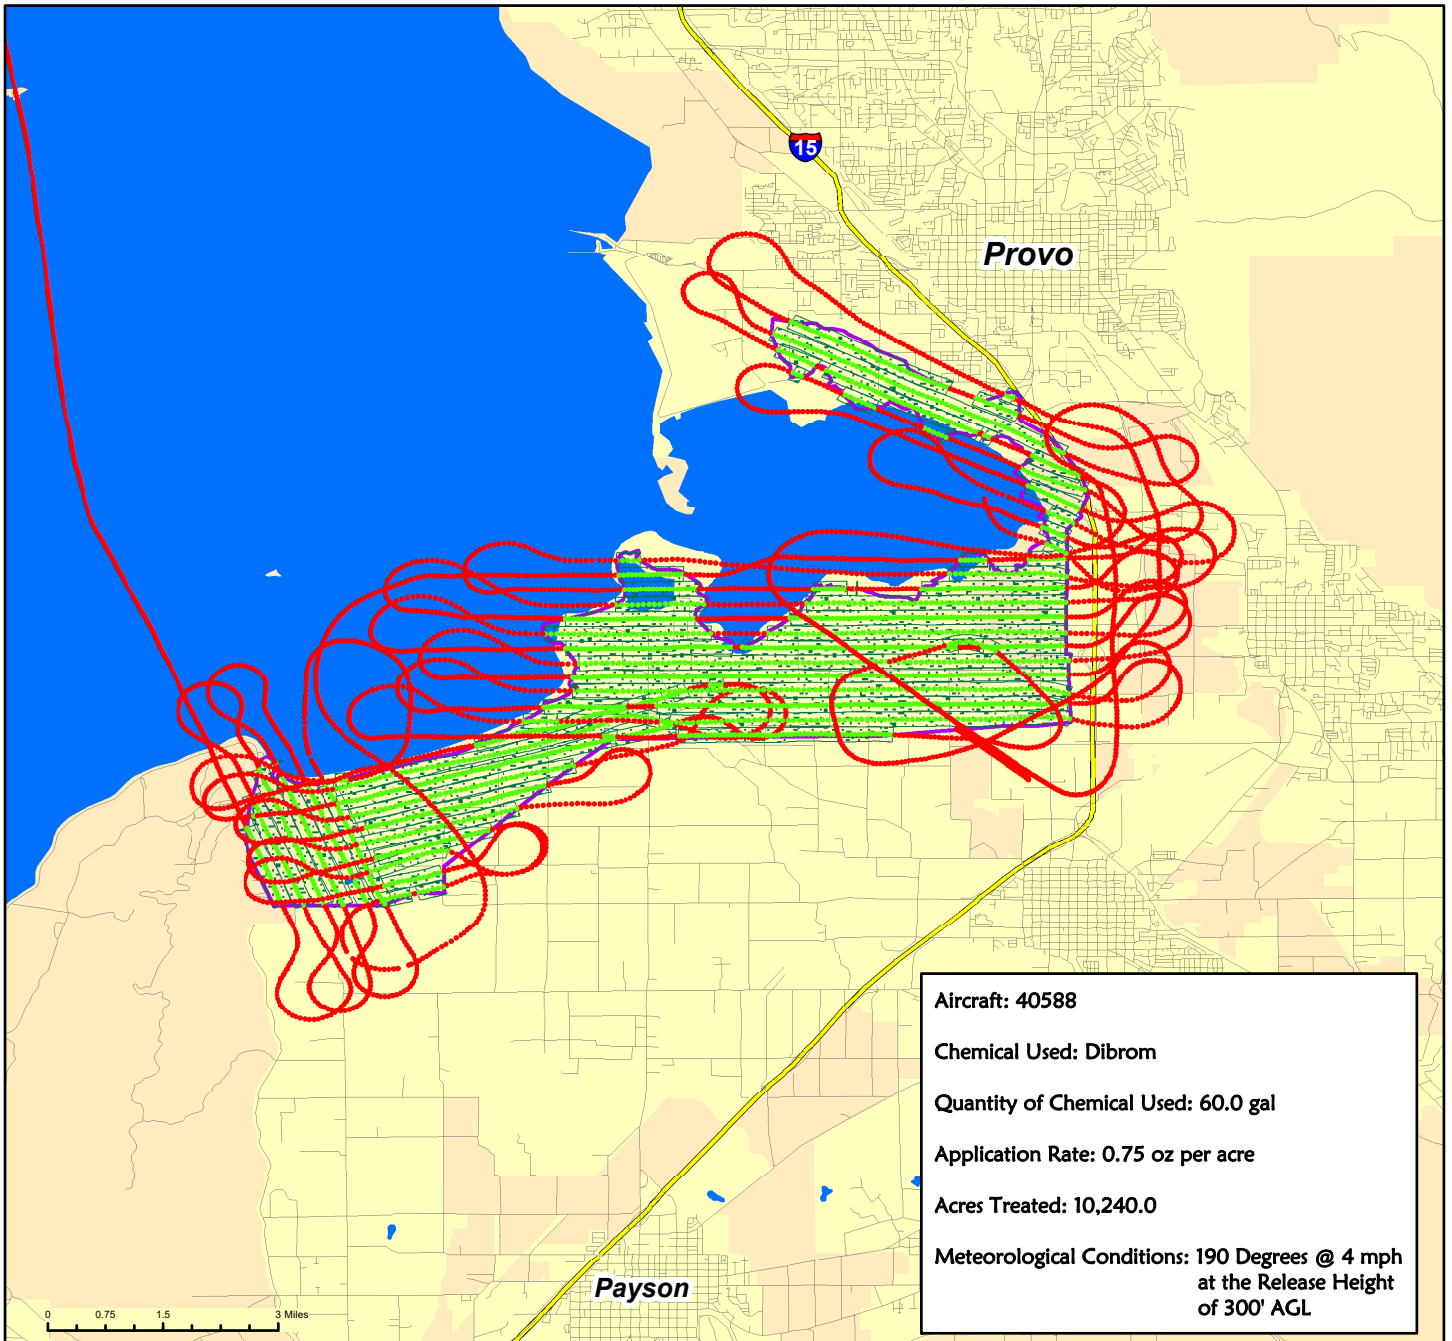 15
Provo
Aircraft: 40588
Chemical Used: Dibrom
Quantity of Chemical Used: 60.0 gal
Application Rate: 0.75 oz per acre
Acres Treated: 10,240.0
Meteorological Conditions: 190 Degrees @ 4 mph
at the Release Height
of 300' AGL
Payson
0 0.75 1.5 3 Miles